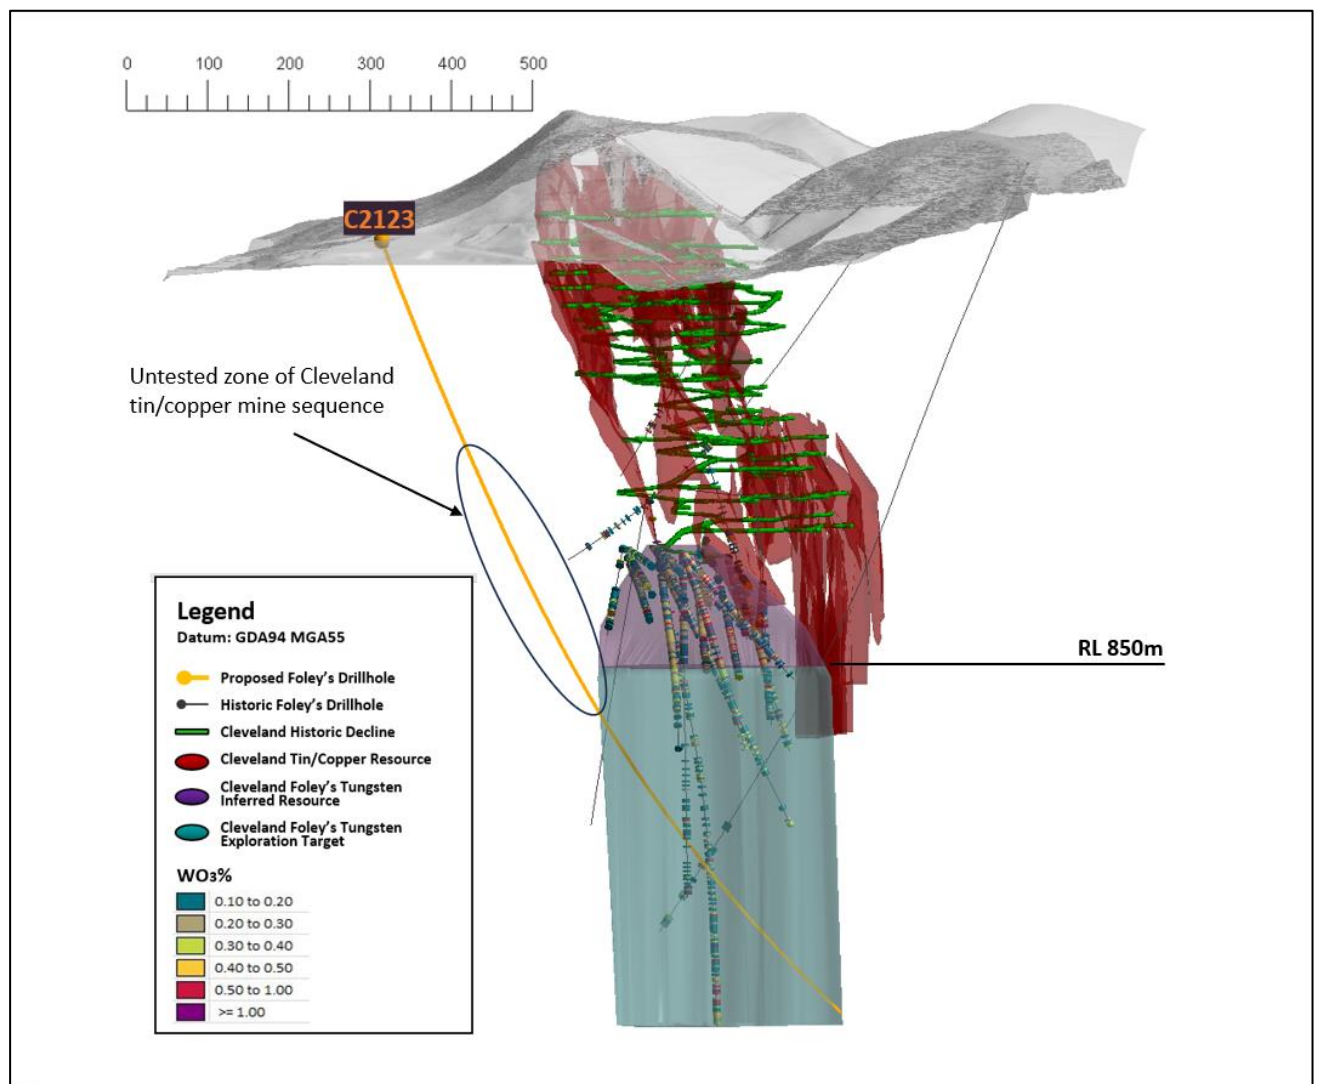 0 100 200 300 400 500
C2123
Untested zone of Cleveland
tin/copper mine sequence
RL 850m
Legend
Datum: GDA94 MGA55
Proposed Foley's Drillhole
Historic Foley's Drillhole
Cleveland Historic Decline
Cleveland Tin/Copper Resource
Cleveland Foley's Tungsten
Inferred Resource
Cleveland Foley's Tungsten
Exploration Target
WO₃%
0.10 to 0.20
0.20 to 0.30
0.30 to 0.40
0.40 to 0.50
0.50 to 1.00
>= 1.00